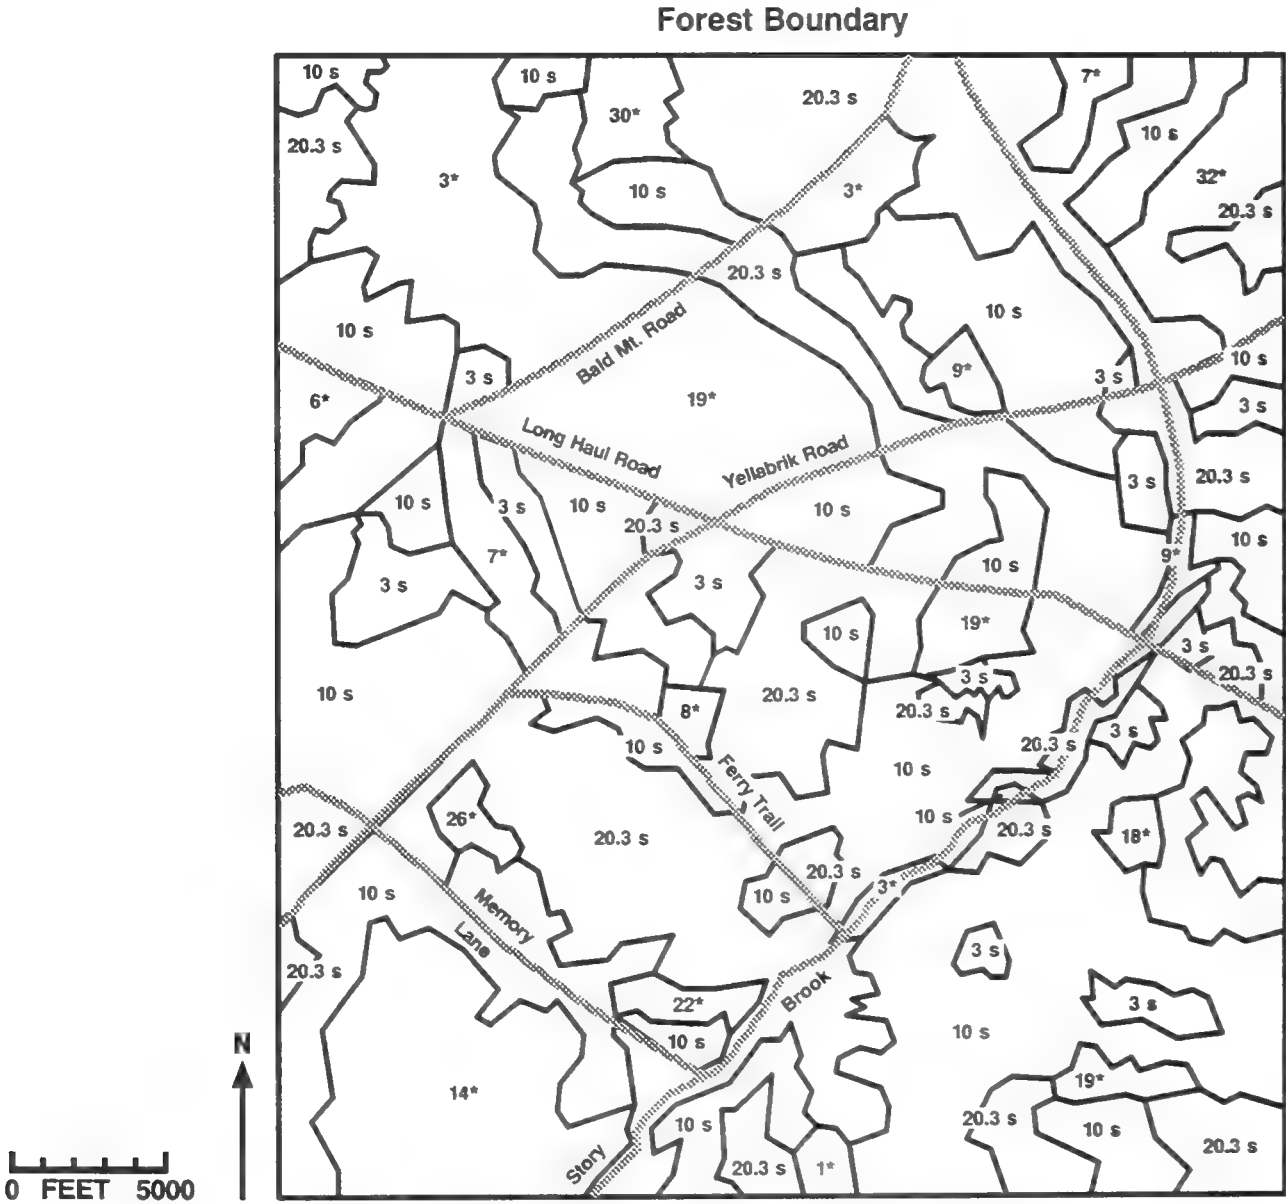 Forest Boundary
10 s
10 s
7*
20.3 s
30*
10 s
20.3 s
3*
10 s
3*
32*
20.3 s
20.3 s
10 s
10 s
Bald Mt. Road
10 s
3 s
9*
3 s
6*
19*
3 s
Long Haul Road
Yellabrik Road
3 s
20.3 s
10 s
3 s
10 s
10 s
20.3 s
10 s
7*
9*
10 s
3 s
3 s
19*
10 s
3 s
3 s
20.3 s
10 s
20.3 s
8*
20.3 s
3 s
10 s
20.3 s
Ferry Trail
10 s
26*
10 s
20.3 s
20.3 s
20.3 s
18*
20.3 s
10 s
3*
10 s
Memory
Lane
3 s
20.3 s
Brook
22*
3 s
10 s
10 s
N
14*
19*
10 s
20.3 s
10 s
20.3 s
Story
20.3 s
1*
0 FEET 5000